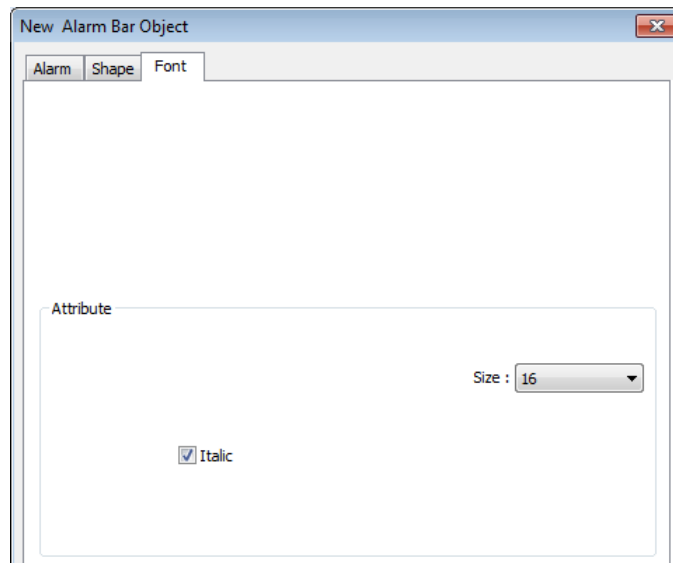 New Alarm Bar Object
Alarm Shape Font
Attribute
Size : 16
Italic